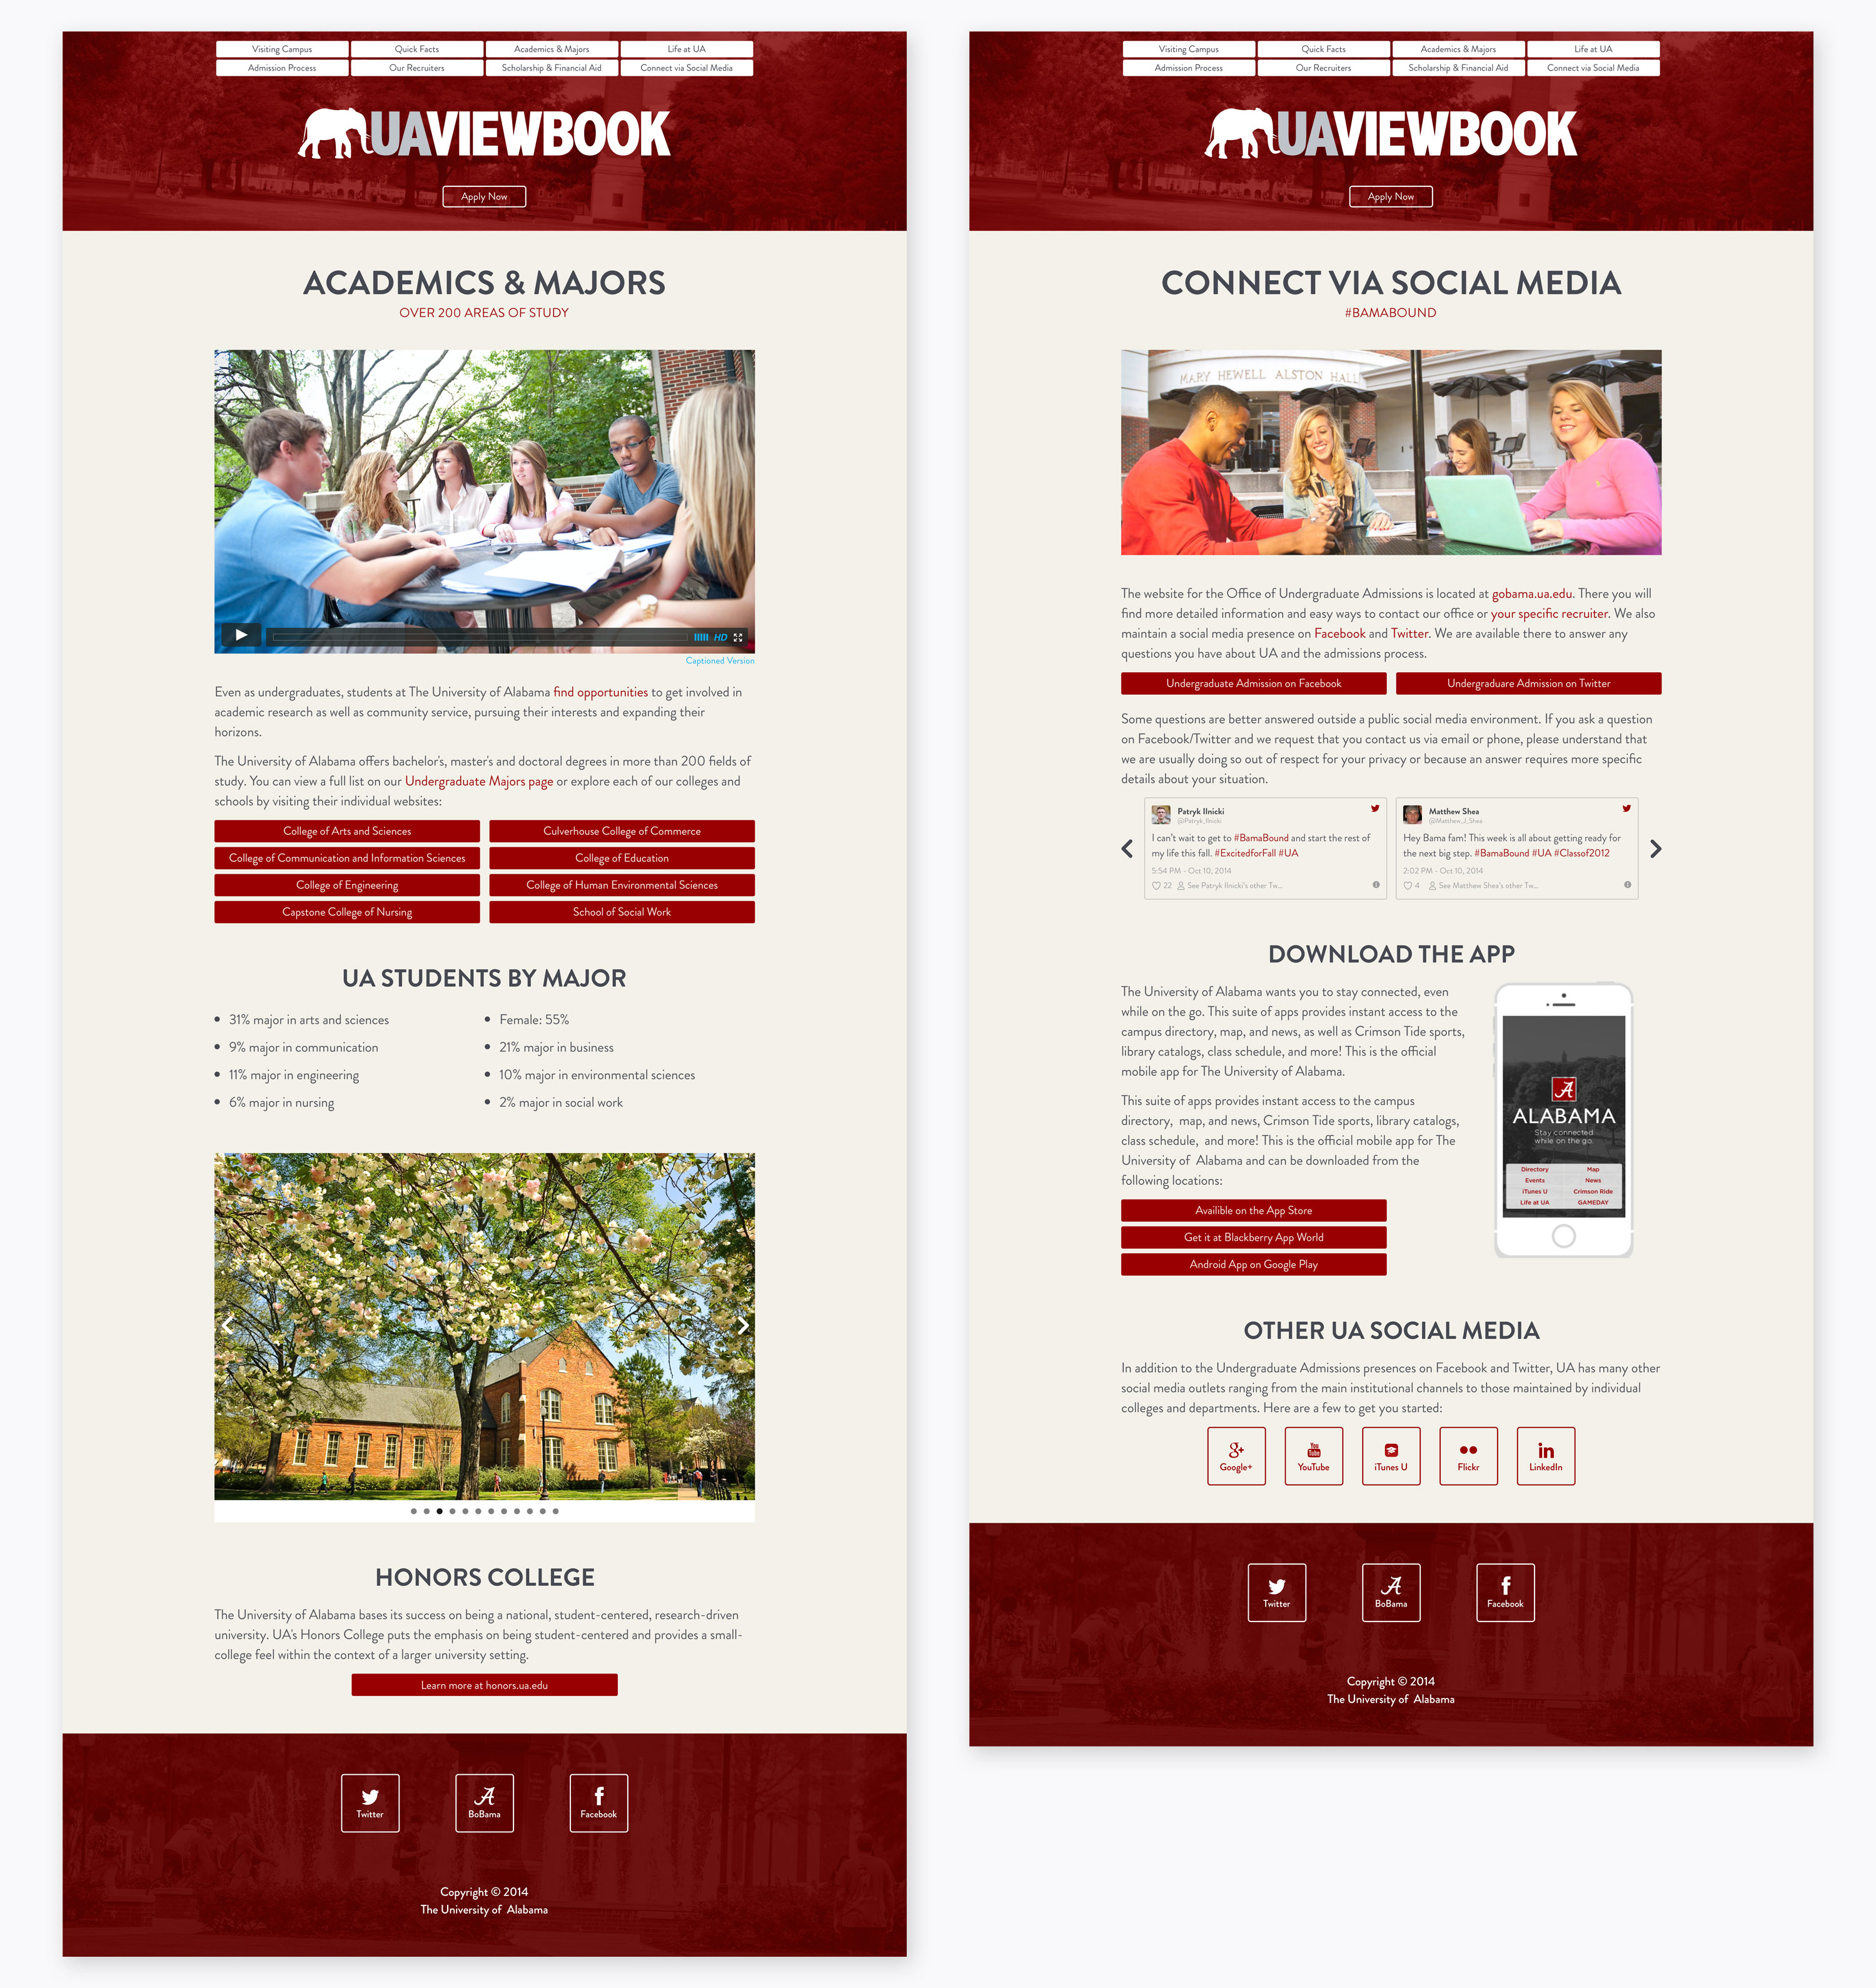 Visiting Campus
Quick Facts
Academics & Majors
Life at UA
Admission Process
Our Recruiters
Scholarship & Financial Aid
Connect via Social Media
UAVIEWBOOK
Apply Now
ACADEMICS & MAJORS
OVER 200 AREAS OF STUDY
HD
Captioned Version
Even as undergraduates, students at The University of Alabama find opportunities to get involved in
academic research as well as community service, pursuing their interests and expanding their
horizons.
The University of Alabama offers bachelor's, master's and doctoral degrees in more than 200 fields of
study. You can view a full list on our Undergraduate Majors page or explore each of our colleges and
schools by visiting their individual websites:
College of Arts and Sciences
Culverhouse College of Commerce
College of Communication and Information Sciences
College of Education
College of Engineering
College of Human Environmental Sciences
Capstone College of Nursing
School of Social Work
UA STUDENTS BY MAJOR
31% major in arts and sciences
9% major in communication
11% major in engineering
6% major in nursing
Female: 55%
21% major in business
10% major in environmental sciences
2% major in social work
HONORS COLLEGE
The University of Alabama bases its success on being a national, student-centered, research-driven
university. UA's Honors College puts the emphasis on being student-centered and provides a small-
college feel within the context of a larger university setting.
Learn more at honors.ua.edu
Twitter
BoBama
Facebook
Copyright © 2014
The University of Alabama
Visiting Campus
Quick Facts
Academics & Majors
Life at UA
Admission Process
Our Recruiters
Scholarship & Financial Aid
Connect via Social Media
UAVIEWBOOK
Apply Now
CONNECT VIA SOCIAL MEDIA
#BAMABOUND
MARY HEWELL ALSTON HALL
The website for the Office of Undergraduate Admissions is located at gobama.ua.edu. There you will
find more detailed information and easy ways to contact our office or your specific recruiter. We also
maintain a social media presence on Facebook and Twitter. We are available there to answer any
questions you have about UA and the admissions process.
Undergraduate Admission on Facebook
Undergraduare Admission on Twitter
Some questions are better answered outside a public social media environment. If you ask a question
on Facebook/Twitter and we request that you contact us via email or phone, please understand that
we are usually doing so out of respect for your privacy or because an answer requires more specific
details about your situation.
Patryk Ilnicki
@Patryk_Ilnicki
I can't wait to get to #BamaBound and start the rest of
my life this fall. #ExcitedforFall #UA
5:54 PM - Oct 10, 2014
22 See Patryk Ilnicki's other Tw...
Matthew Shea
@Matthew_J_Shea
Hey Bama fam! This week is all about getting ready for
the next big step. #BamaBound #UA #Classof2012
2:02 PM - Oct 10, 2014
4 See Matthew Shea's other Tw...
DOWNLOAD THE APP
The University of Alabama wants you to stay connected, even
while on the go. This suite of apps provides instant access to the
campus directory, map, and news, as well as Crimson Tide sports,
library catalogs, class schedule, and more! This is the official
mobile app for The University of Alabama.
This suite of apps provides instant access to the campus
directory, map, and news, Crimson Tide sports, library catalogs,
class schedule, and more! This is the official mobile app for The
University of Alabama and can be downloaded from the
following locations:
Availible on the App Store
Get it at Blackberry App World
Android App on Google Play
A
ALABAMA
Stay connected
while on the go.
Directory
Map
Events
News
iTunes U
Crimson Ride
Life at UA
GAMEDAY
OTHER UA SOCIAL MEDIA
In addition to the Undergraduate Admissions presences on Facebook and Twitter, UA has many other
social media outlets ranging from the main institutional channels to those maintained by individual
colleges and departments. Here are a few to get you started:
Google+
YouTube
iTunes U
Flickr
LinkedIn
Twitter
BoBama
Facebook
Copyright © 2014
The University of Alabama